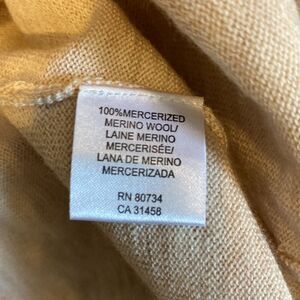 100%MERCERIZED
MERINO WOOL/
LAINE MERINO
MERCERISÉE/
LANA DE MERINO
MERCERIZADA
RN 80734
CA 31458